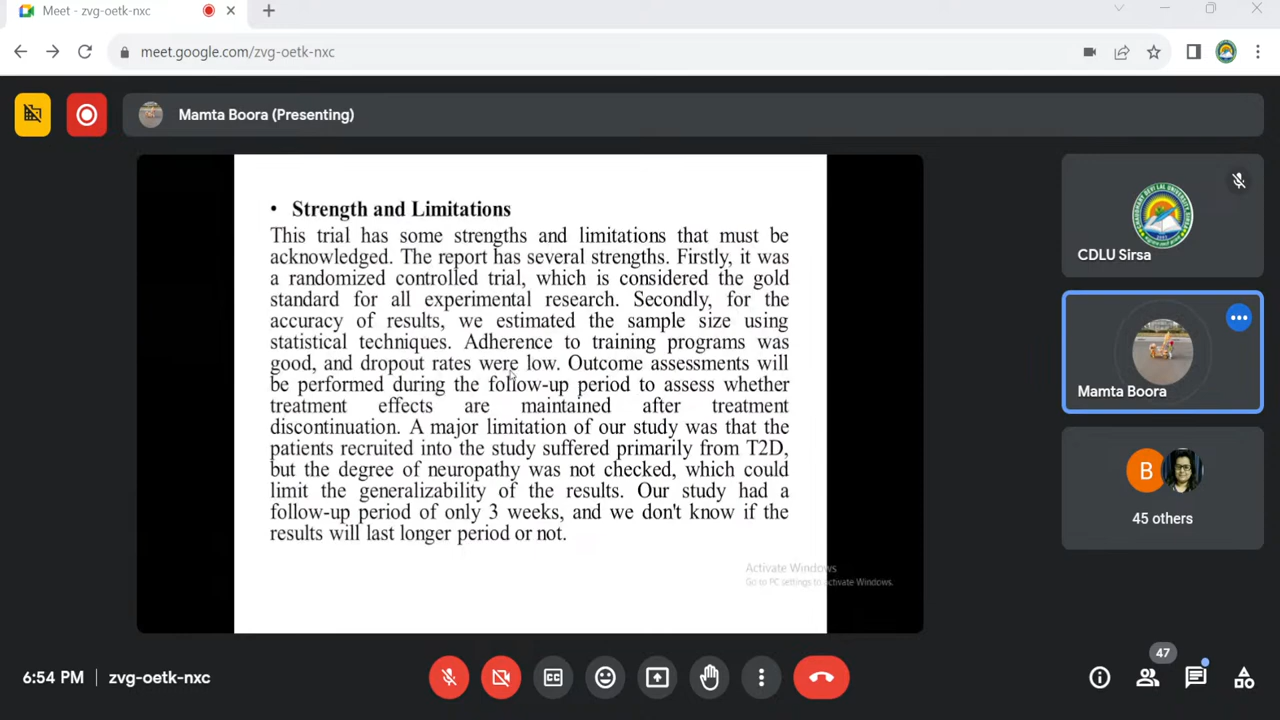 Meet - zvg-oetk-nxc
meet.google.com/zvg-oetk-nxc
Mamta Boora (Presenting)
• Strength and Limitations
This trial has some strengths and limitations that must be
acknowledged. The report has several strengths. Firstly, it was
a randomized controlled trial, which is considered the gold
standard for all experimental research. Secondly, for the
accuracy of results, we estimated the sample size using
statistical techniques. Adherence to training programs was
good, and dropout rates were low. Outcome assessments will
be performed during the follow-up period to assess whether
treatment effects are maintained after treatment
discontinuation. A major limitation of our study was that the
patients recruited into the study suffered primarily from T2D,
but the degree of neuropathy was not checked, which could
limit the generalizability of the results. Our study had a
follow-up period of only 3 weeks, and we don't know if the
results will last longer period or not.
Activate Windows
Go to PC settings to activate Windows.
CDLU Sirsa
Mamta Boora
B
45 others
6:54 PM | zvg-oetk-nxc
CC
47